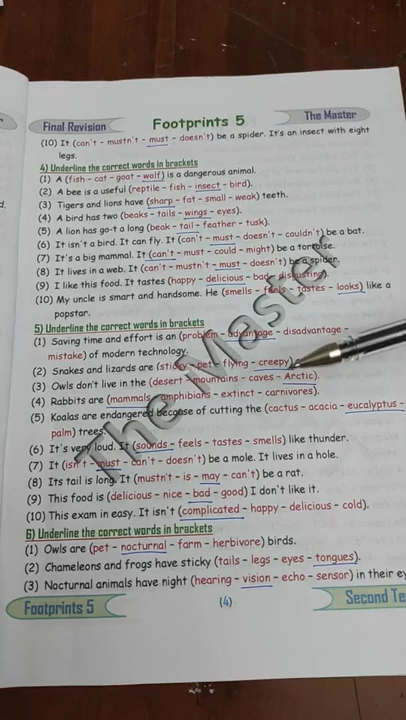 Final Revision Footprints 5 The Master
(10) It (can't - mustn't - must - doesn't) be a spider. It's an insect with eight
legs.
4) Underline the correct words in brackets
(1) A (fish - cat - goat - wolf) is a dangerous animal.
(2) A bee is a useful (reptile - fish - insect - bird).
(3) Tigers and lions have (sharp - fat - small - weak) teeth.
(4) A bird has two (beaks - tails - wings - eyes).
(5) A lion has go-t a long (beak - tail - feather - tusk).
(6) It isn't a bird. It can fly. It (can't - must - doesn't - couldn't) be a bat.
(7) It's a big mammal. It (can't - must - could - might) be a tortoise.
(8) It lives in a web. It (can't - mustn't - must - doesn't) be a spider.
(9) I like this food. It tastes (happy - delicious - bad - disgusting)
(10) My uncle is smart and handsome. He (smells - feels - tastes - looks) like a
popstar.
5) Underline the correct words in brackets
(1) Saving time and effort is an (problem - advantage - disadvantage -
mistake) of modern technology.
(2) Snakes and lizards are (sticky - pet - flying - creepy)
(3) Owls don't live in the (desert - mountains - caves - Arctic).
(4) Rabbits are (mammals - amphibians - extinct - carnivores).
(5) Koalas are endangered because of cutting the (cactus - acacia - eucalyptus -
palm) trees.
(6) It's very loud. It (sounds - feels - tastes - smells) like thunder.
(7) It (isn't - must - can't - doesn't) be a mole. It lives in a hole.
(8) Its tail is long. It (mustn't - is - may - can't) be a rat.
(9) This food is (delicious - nice - bad - good) I don't like it.
(10) This exam in easy. It isn't (complicated - happy - delicious - cold).
6) Underline the correct words in brackets
(1) Owls are (pet - nocturnal - farm - herbivore) birds.
(2) Chameleons and frogs have sticky (tails - legs - eyes - tongues).
(3) Nocturnal animals have night (hearing - vision - echo - sensor) in their
Footprints 5 (4) Second
The Master